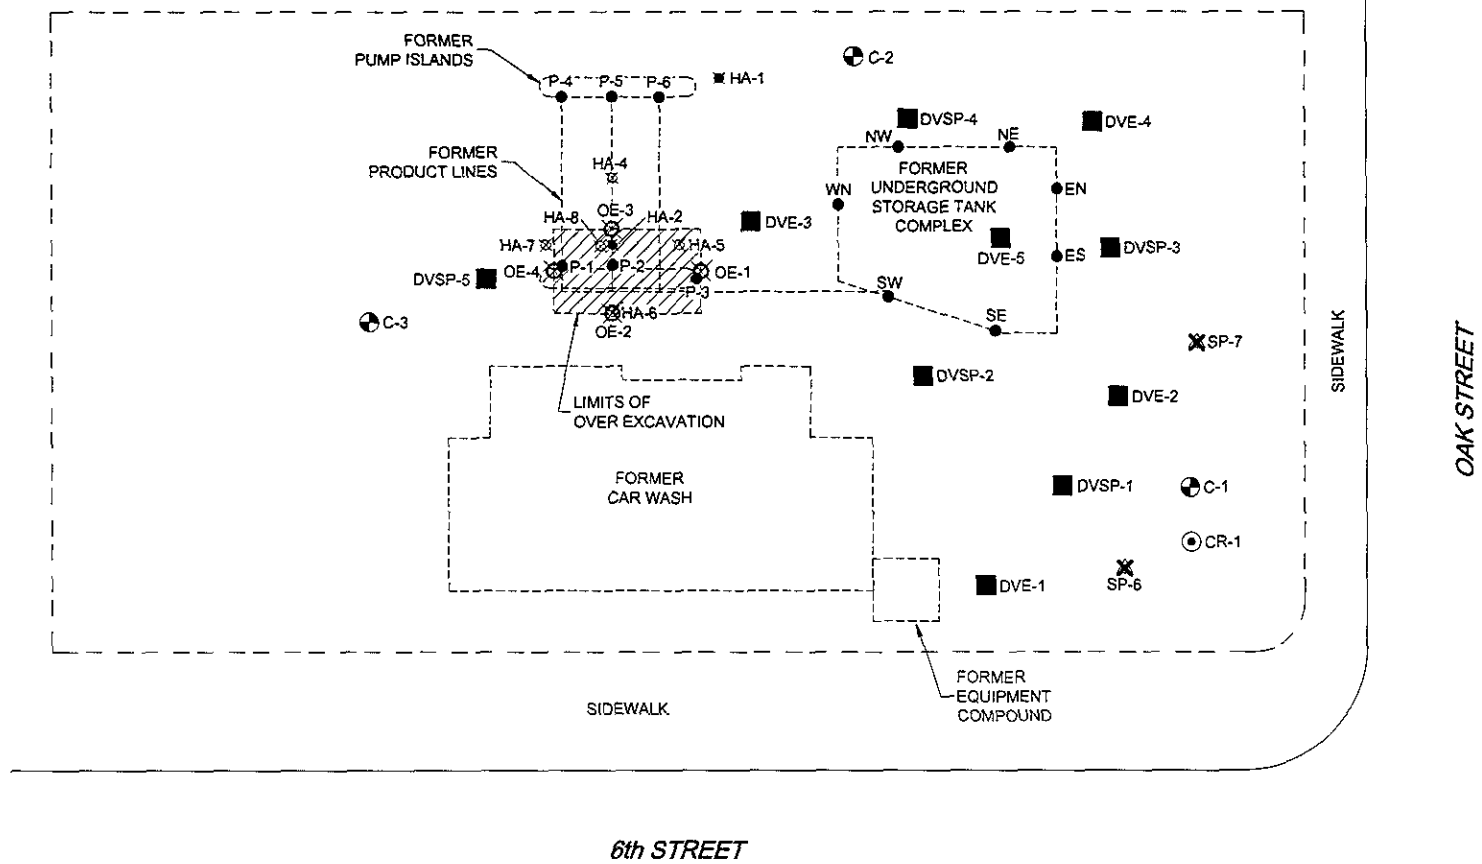 FORMER
PUMP ISLANDS
C-2
P-4
P-5
P-6
HA-1
DVSP-4
DVE-4
NW
NE
FORMER
PRODUCT LINES
HA-4
FORMER
UNDERGROUND
STORAGE TANK
COMPLEX
WN
EN
OE-3
HA-8
HA-2
DVE-3
HA-7
HA-5
DVE-5
DVSP-3
ES
DVSP-5
OE-4
P-1
P-2
OE-1
P-3
SW
HA-6
OE-2
SE
C-3
SP-7
SIDEWALK
OAK STREET
DVSP-2
DVE-2
LIMITS OF
OVER EXCAVATION
FORMER
CAR WASH
DVSP-1
C-1
CR-1
DVE-1
SP-6
FORMER
EQUIPMENT
COMPOUND
SIDEWALK
6th STREET